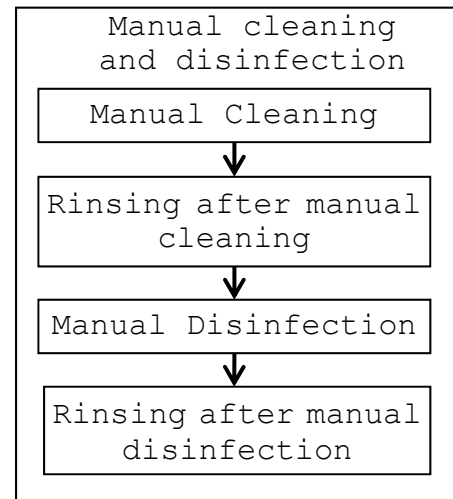 Manual cleaning
and disinfection
Manual Cleaning
Rinsing after manual
cleaning
Manual Disinfection
Rinsing after manual
disinfection